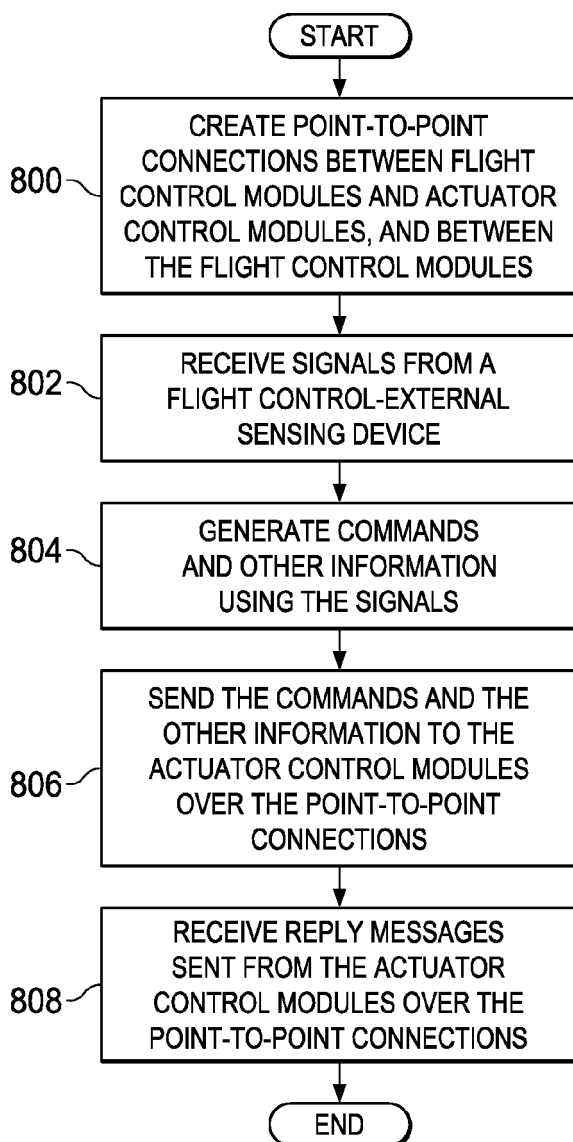 START
800
CREATE POINT-TO-POINT
CONNECTIONS BETWEEN FLIGHT
CONTROL MODULES AND ACTUATOR
CONTROL MODULES, AND BETWEEN
THE FLIGHT CONTROL MODULES
802
RECEIVE SIGNALS FROM A
FLIGHT CONTROL-EXTERNAL
SENSING DEVICE
804
GENERATE COMMANDS
AND OTHER INFORMATION
USING THE SIGNALS
806
SEND THE COMMANDS AND THE
OTHER INFORMATION TO THE
ACTUATOR CONTROL MODULES
OVER THE POINT-TO-POINT
CONNECTIONS
808
RECEIVE REPLY MESSAGES
SENT FROM THE ACTUATOR
CONTROL MODULES OVER THE
POINT-TO-POINT CONNECTIONS
END